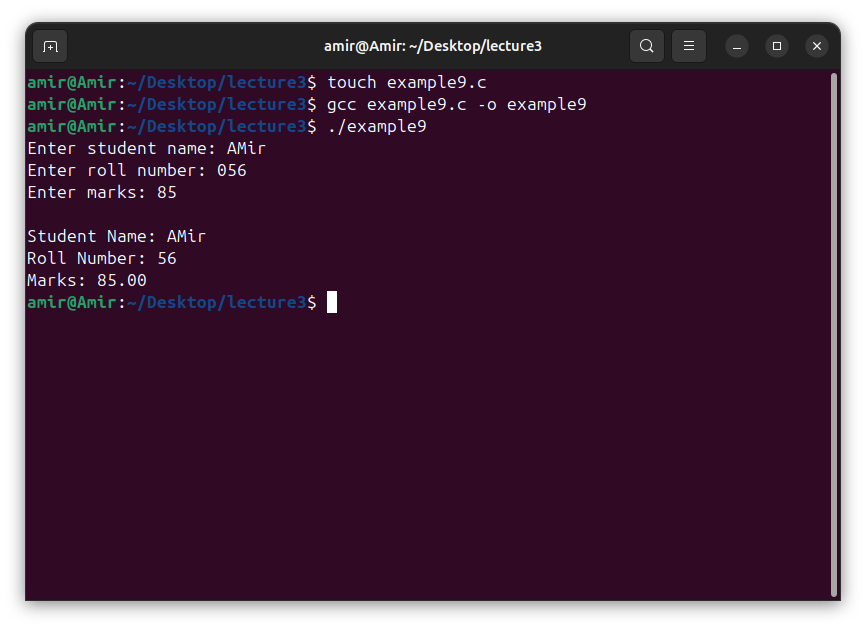 amir@Amir: ~/Desktop/lecture3
amir@Amir:~/Desktop/lecture3$ touch example9.c
amir@Amir:~/Desktop/lecture3$ gcc example9.c -o example9
amir@Amir:~/Desktop/lecture3$ ./example9
Enter student name: AMir
Enter roll number: 056
Enter marks: 85

Student Name: AMir
Roll Number: 56
Marks: 85.00
amir@Amir:~/Desktop/lecture3$